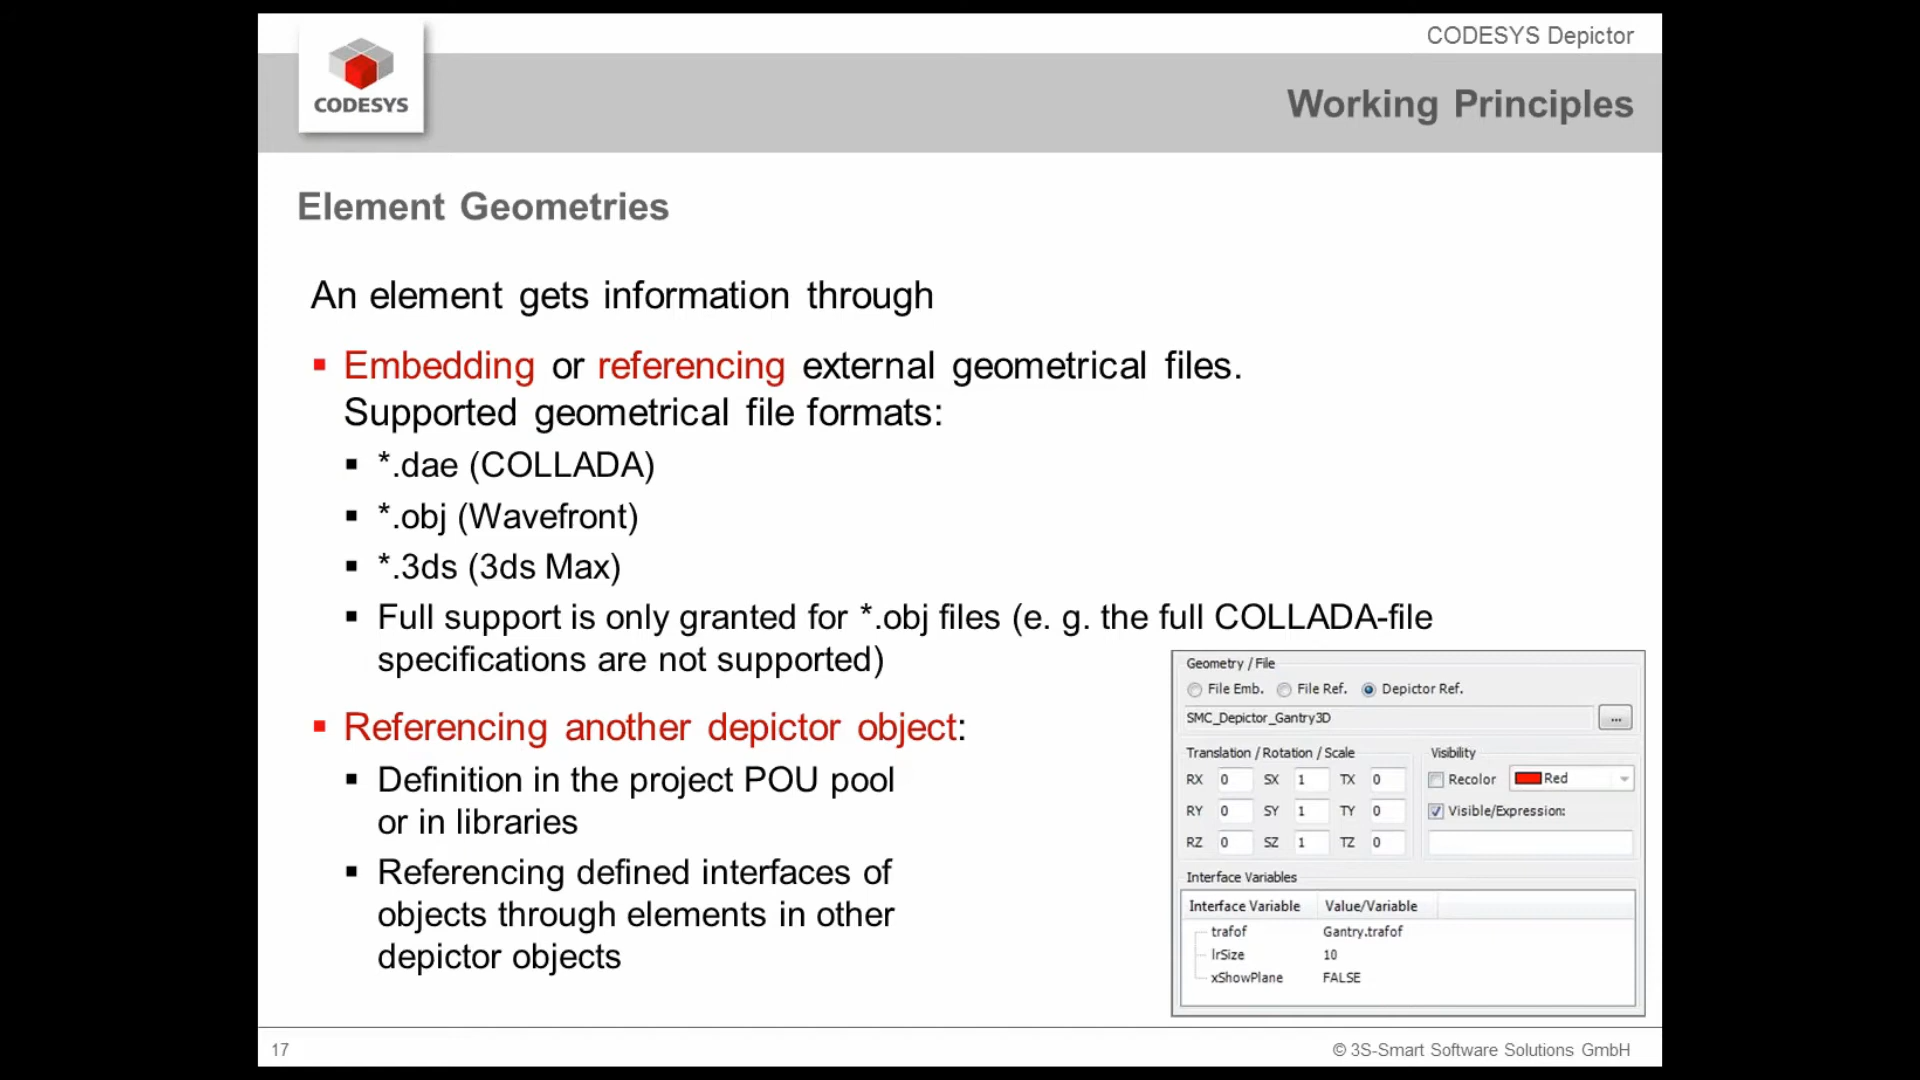 CODESYS Depictor
CODESYS
Working Principles
Element Geometries
An element gets information through
▪ Embedding or referencing external geometrical files.
Supported geometrical file formats:
▪ *.dae (COLLADA)
▪ *.obj (Wavefront)
▪ *.3ds (3ds Max)
▪ Full support is only granted for *.obj files (e. g. the full COLLADA-file
specifications are not supported)
▪ Referencing another depictor object:
▪ Definition in the project POU pool
or in libraries
▪ Referencing defined interfaces of
objects through elements in other
depictor objects
Geometry / File
File Emb. File Ref. Depictor Ref.
SMC_Depictor_Gantry3D ...
Translation / Rotation / Scale Visibility
RX 0 SX 1 TX 0 Recolor Red
RY 0 SY 1 TY 0 Visible/Expression:
RZ 0 SZ 1 TZ 0
Interface Variables
Interface Variable Value/Variable
trafof Gantry.trafof
lrSize 10
xShowPlane FALSE
17
© 3S-Smart Software Solutions GmbH